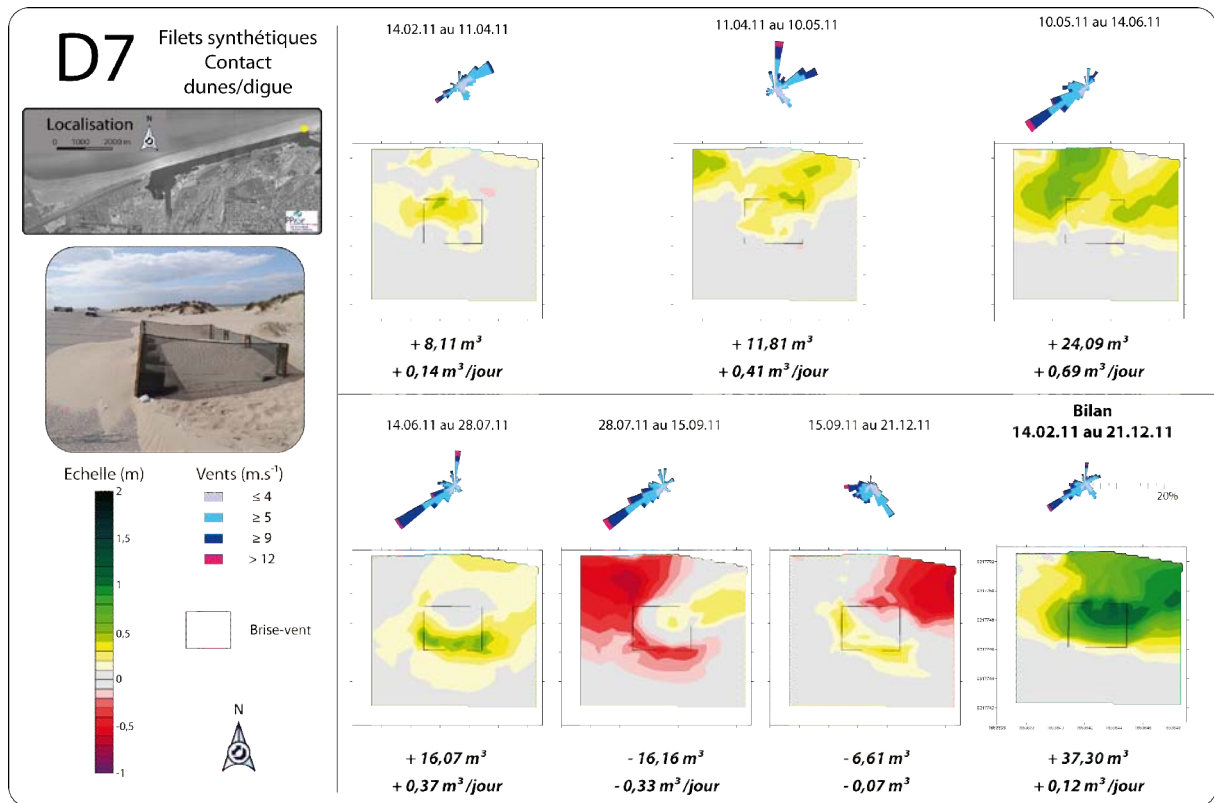 D7
Filets synthétiques
Contact
dunes/digue
Localisation
N
0 1000 2000 m
Echelle (m)
2
1,5
1
0,5
0
-0,5
-1
Vents (m.s⁻¹)
≤ 4
≥ 5
≥ 9
> 12
Brise-vent
N
14.02.11 au 11.04.11
+ 8,11 m³
+ 0,14 m³/jour
11.04.11 au 10.05.11
+ 11,81 m³
+ 0,41 m³/jour
10.05.11 au 14.06.11
+ 24,09 m³
+ 0,69 m³/jour
14.06.11 au 28.07.11
+ 16,07 m³
+ 0,37 m³/jour
28.07.11 au 15.09.11
- 16,16 m³
- 0,33 m³/jour
15.09.11 au 21.12.11
- 6,61 m³
- 0,07 m³
Bilan
14.02.11 au 21.12.11
20%
+ 37,30 m³
+ 0,12 m³/jour